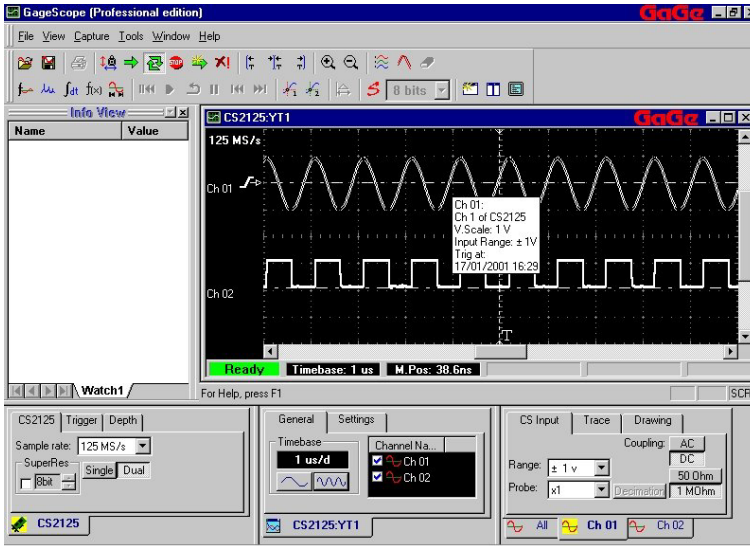 GageScope (Professional edition)
GaGe
File View Capture Tools Window Help
STOP
8 bits
Info View
Name Value
CS2125:YT1
GaGe
125 MS/s
Ch 01
Ch 01:
Ch 1 of CS2125
V.Scale: 1 V
Input Range: ± 1V
Trig at:
17/01/2001 16:29
Ch 02
T
Ready Timebase: 1 us M.Pos: 38.6ns
Watch1
For Help, press F1
SCR
CS2125 Trigger Depth
Sample rate: 125 MS/s
SuperRes
8bit
Single Dual
CS2125
General Settings
Timebase
1 us/d
Channel Na...
Ch 01
Ch 02
CS2125:YT1
CS Input Trace Drawing
Coupling: AC
DC
Range: ± 1 v
50 Ohm
Probe: x1
Decimation
1 MOhm
All Ch 01 Ch 02